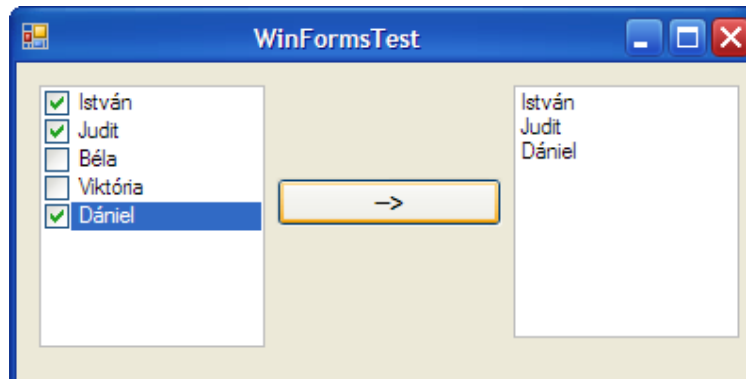 WinFormsTest
István
Judit
Béla
Viktória
Dániel
-->
István
Judit
Dániel